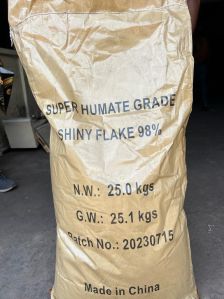 SUPER HUMATE GRADE
SHINY FLAKE 98%
N.W.: 25.0 kgs
G.W.: 25.1 kgs
Batch No: 20230715
Made in China